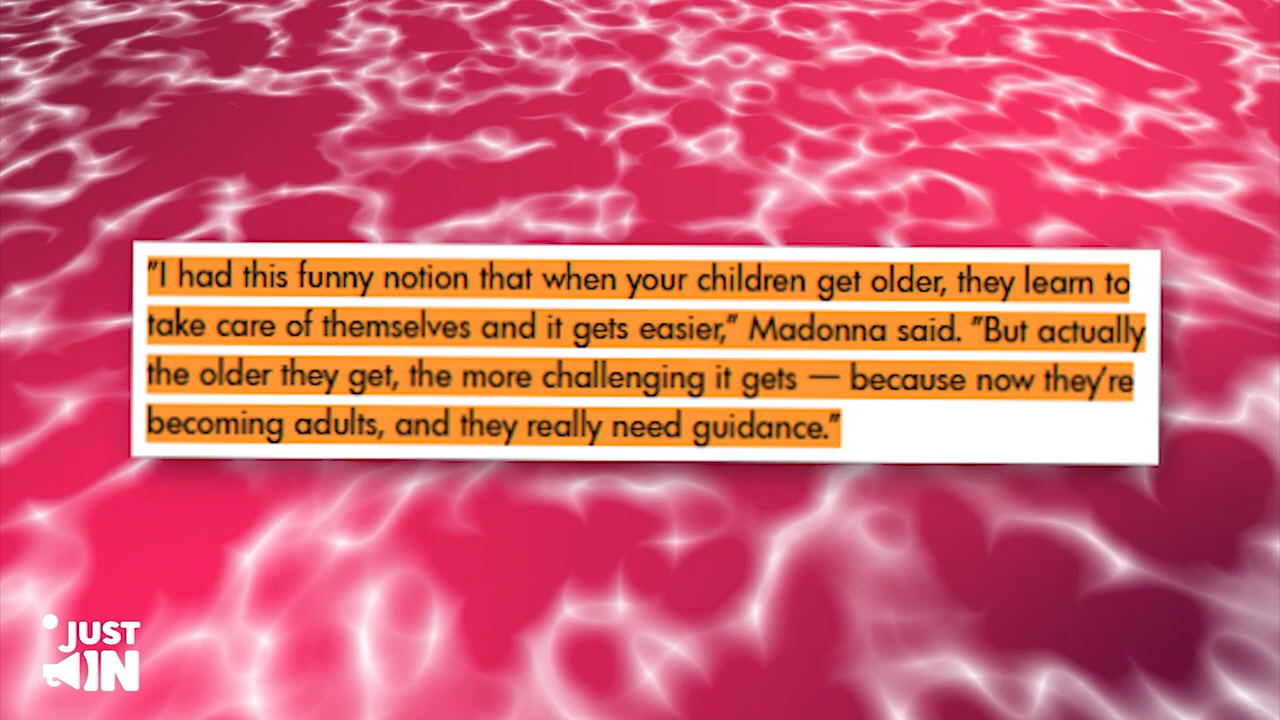 "I had this funny notion that when your children get older, they learn to
take care of themselves and it gets easier," Madonna said. "But actually
the older they get, the more challenging it gets — because now they're
becoming adults, and they really need guidance."
JUST
IN